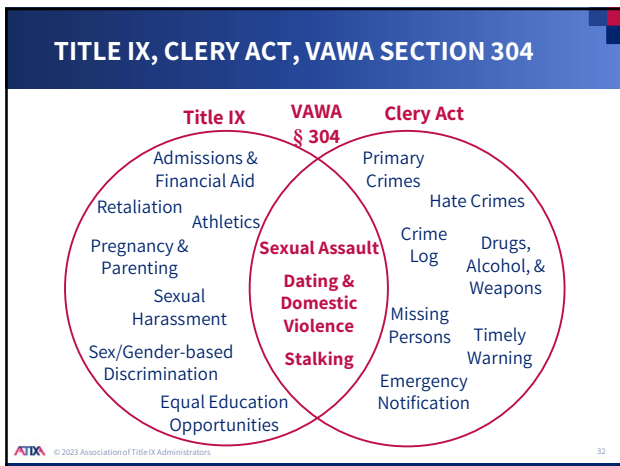 TITLE IX, CLERY ACT, VAWA SECTION 304
Title IX
VAWA
§ 304
Clery Act
Admissions &
Financial Aid
Retaliation
Athletics
Pregnancy &
Parenting
Sexual
Harassment
Sex/Gender-based
Discrimination
Equal Education
Opportunities
Sexual Assault
Dating &
Domestic
Violence
Stalking
Primary
Crimes
Hate Crimes
Crime
Log
Drugs,
Alcohol, &
Weapons
Missing
Persons
Timely
Warning
Emergency
Notification
ATIXA © 2023 Association of Title IX Administrators
32